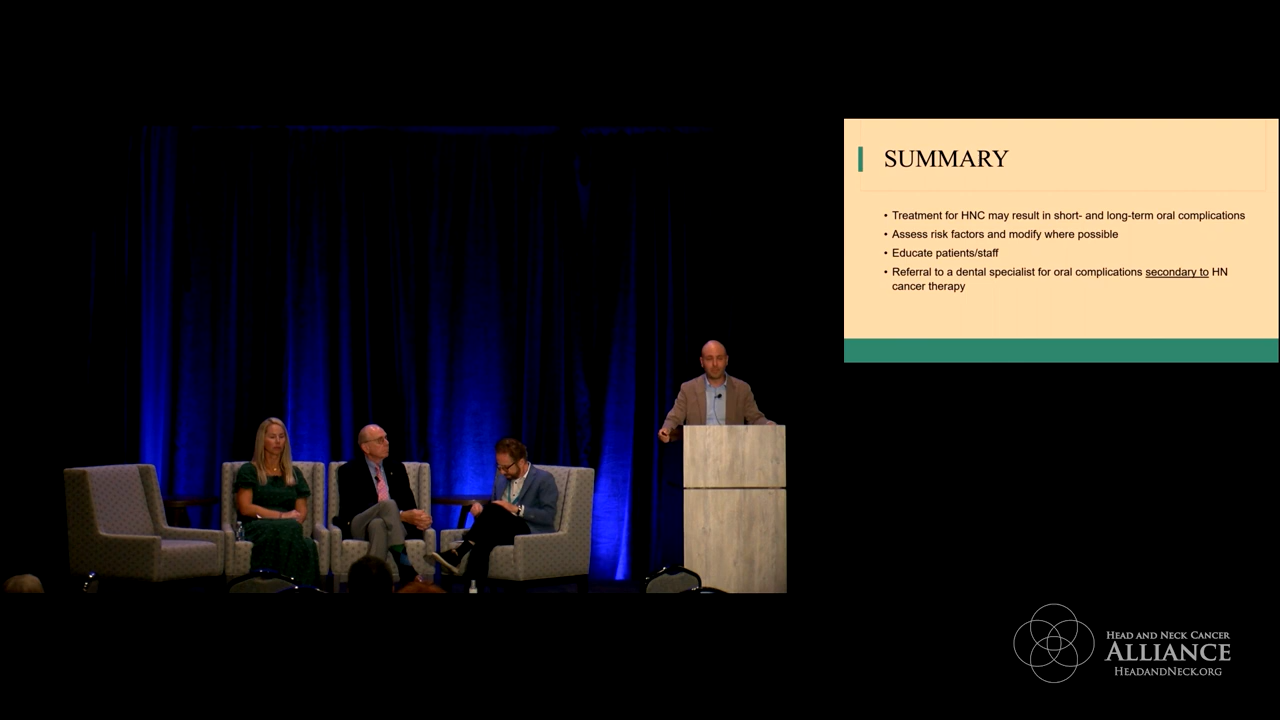 SUMMARY
• Treatment for HNC may result in short- and long-term oral complications
• Assess risk factors and modify where possible
• Educate patients/staff
• Referral to a dental specialist for oral complications secondary to HN
cancer therapy
HEAD AND NECK CANCER
ALLIANCE
HEADANDNECK.ORG